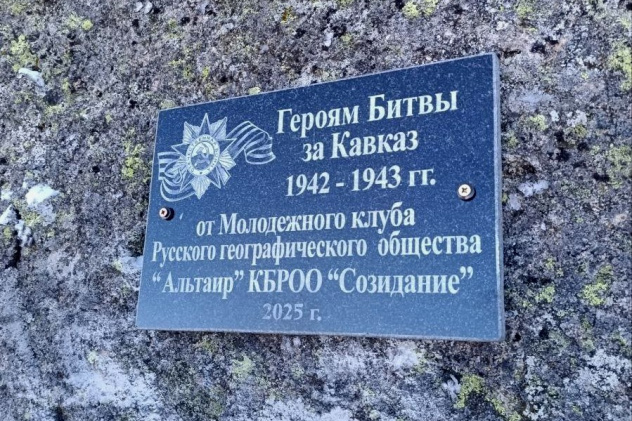 Героям Битвы
за Кавказ
1942 - 1943 гг.
от Молодежного клуба
Русского географического общества
“Альтаир” КБРОО “Созидание”
2025 г.